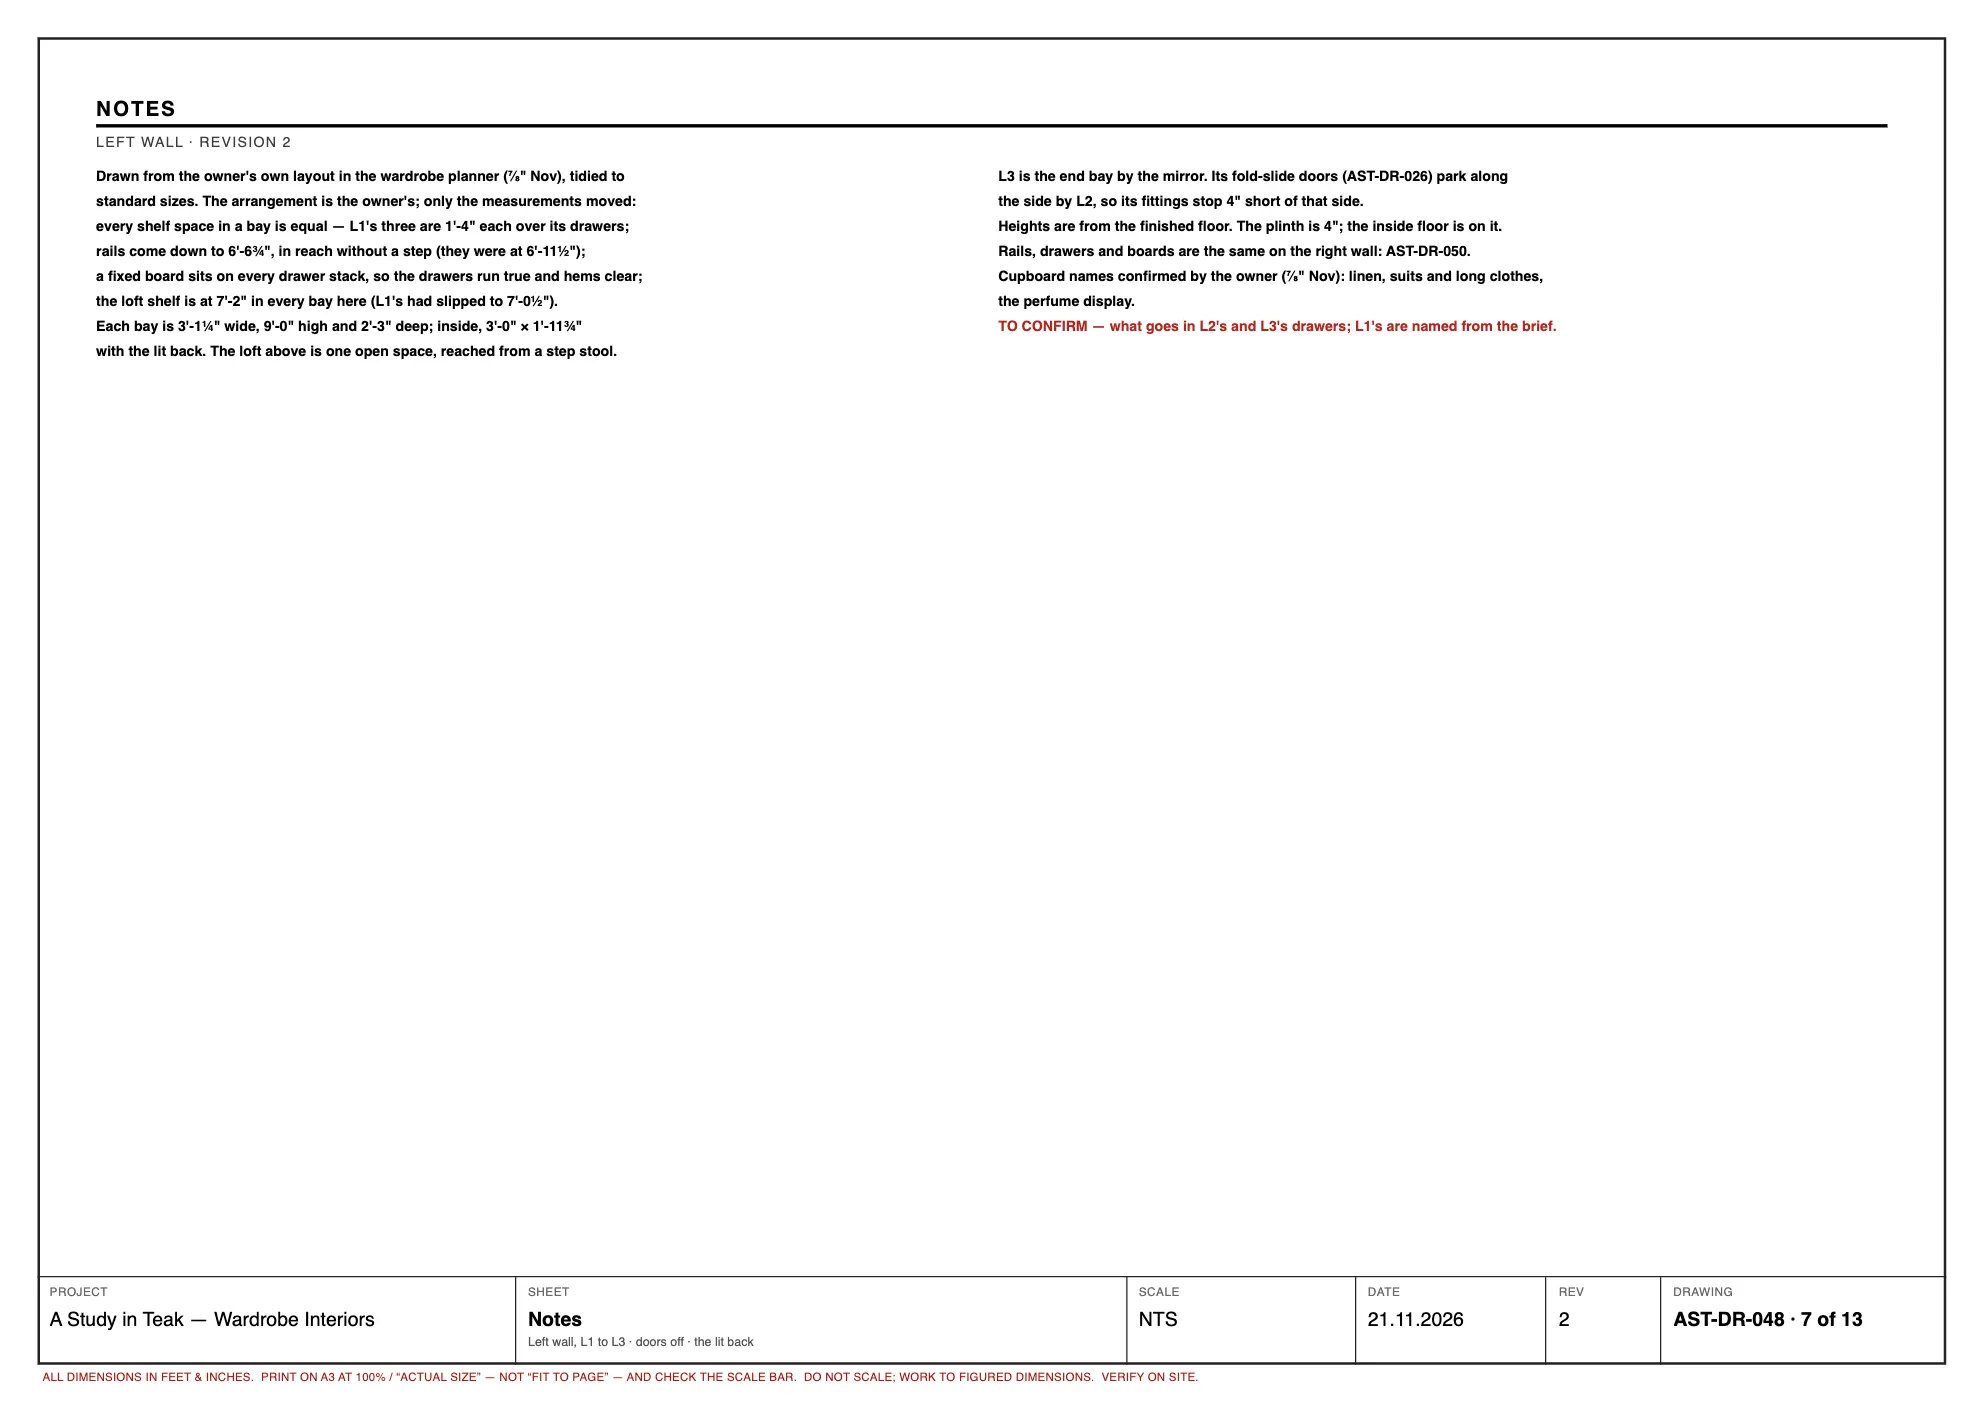 NOTES
LEFT WALL · REVISION 2
Drawn from the owner's own layout in the wardrobe planner (⅞" Nov), tidied to
standard sizes. The arrangement is the owner's; only the measurements moved:
every shelf space in a bay is equal — L1's three are 1'-4" each over its drawers;
rails come down to 6'-6¾", in reach without a step (they were at 6'-11½");
a fixed board sits on every drawer stack, so the drawers run true and hems clear;
the loft shelf is at 7'-2" in every bay here (L1's had slipped to 7'-0½").
Each bay is 3'-1¼" wide, 9'-0" high and 2'-3" deep; inside, 3'-0" × 1'-11¾"
with the lit back. The loft above is one open space, reached from a step stool.
L3 is the end bay by the mirror. Its fold-slide doors (AST-DR-026) park along
the side by L2, so its fittings stop 4" short of that side.
Heights are from the finished floor. The plinth is 4"; the inside floor is on it.
Rails, drawers and boards are the same on the right wall: AST-DR-050.
Cupboard names confirmed by the owner (⅞" Nov): linen, suits and long clothes,
the perfume display.
TO CONFIRM — what goes in L2's and L3's drawers; L1's are named from the brief.
PROJECT
A Study in Teak — Wardrobe Interiors
SHEET
Notes
Left wall, L1 to L3 · doors off · the lit back
SCALE
NTS
DATE
21.11.2026
REV
2
DRAWING
AST-DR-048 · 7 of 13
ALL DIMENSIONS IN FEET & INCHES. PRINT ON A3 AT 100% / “ACTUAL SIZE” — NOT “FIT TO PAGE” — AND CHECK THE SCALE BAR. DO NOT SCALE; WORK TO FIGURED DIMENSIONS. VERIFY ON SITE.